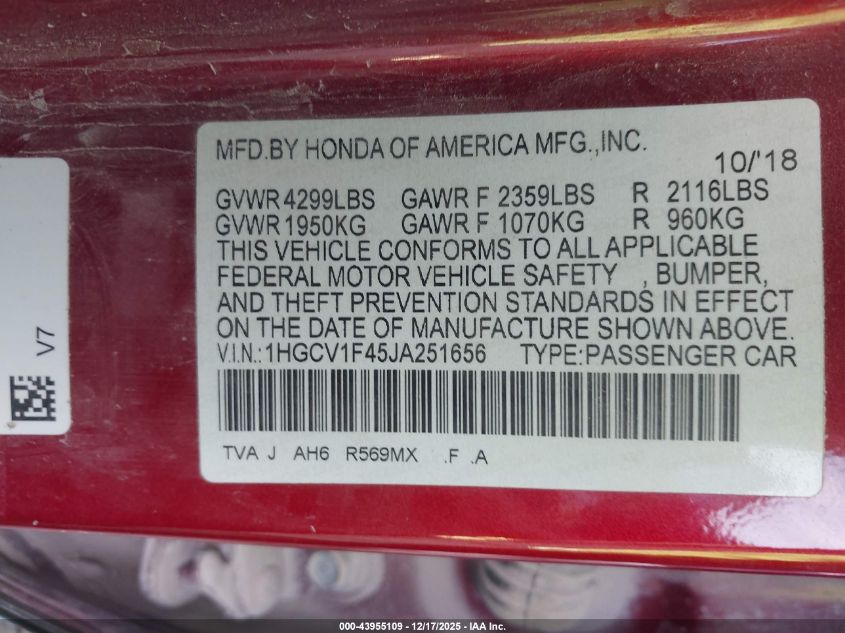 MFD.BY HONDA OF AMERICA MFG.,INC.
10/'18
GVWR 4299LBS GAWR F 2359LBS R 2116LBS
GVWR 1950KG GAWR F 1070KG R 960KG
THIS VEHICLE CONFORMS TO ALL APPLICABLE
FEDERAL MOTOR VEHICLE SAFETY , BUMPER,
AND THEFT PREVENTION STANDARDS IN EFFECT
ON THE DATE OF MANUFACTURE SHOWN ABOVE.
V.I.N.:1HGCV1F45JA251656 TYPE:PASSENGER CAR
TVA J AH6 R569MX .F .A
V7
000-43955109 - 12/17/2025 - IAA Inc.